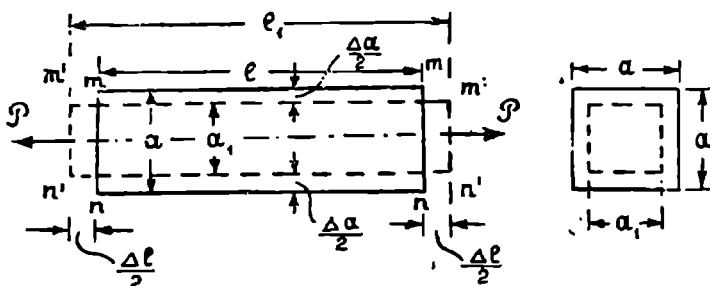 ℓ₁
Δa/2
m' m ℓ m m'
a
P a a₁ P a
n' n n n'
Δa/2
a₁
Δℓ/2 Δℓ/2